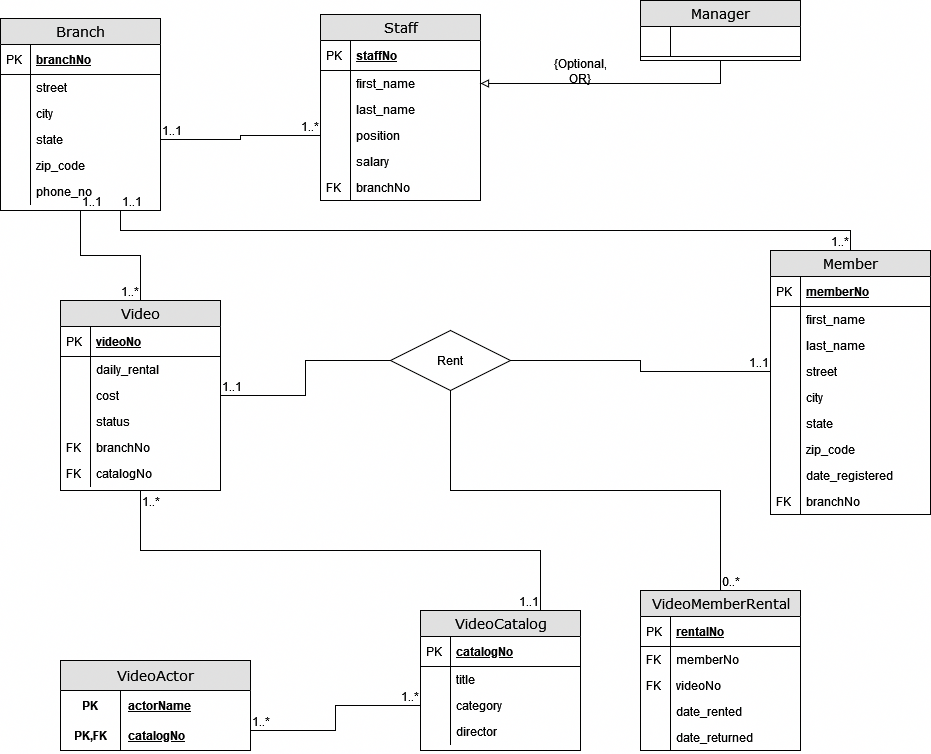 Branch
PK branchNo
street
city
state
zip_code
phone_no
1..1
1..1
1..1
1..*
Staff
PK staffNo
first_name
last_name
position
salary
FK branchNo
{Optional,
OR}
Manager
1..*
Video
PK videoNo
daily_rental
cost
status
FK branchNo
FK catalogNo
1..1
1..*
Rent
1..1
1..*
Member
PK memberNo
first_name
last_name
street
city
state
zip_code
date_registered
FK branchNo
VideoActor
PK actorName
PK,FK catalogNo
1..*
1..*
1..1
VideoCatalog
PK catalogNo
title
category
director
0..*
VideoMemberRental
PK rentalNo
FK memberNo
FK videoNo
date_rented
date_returned